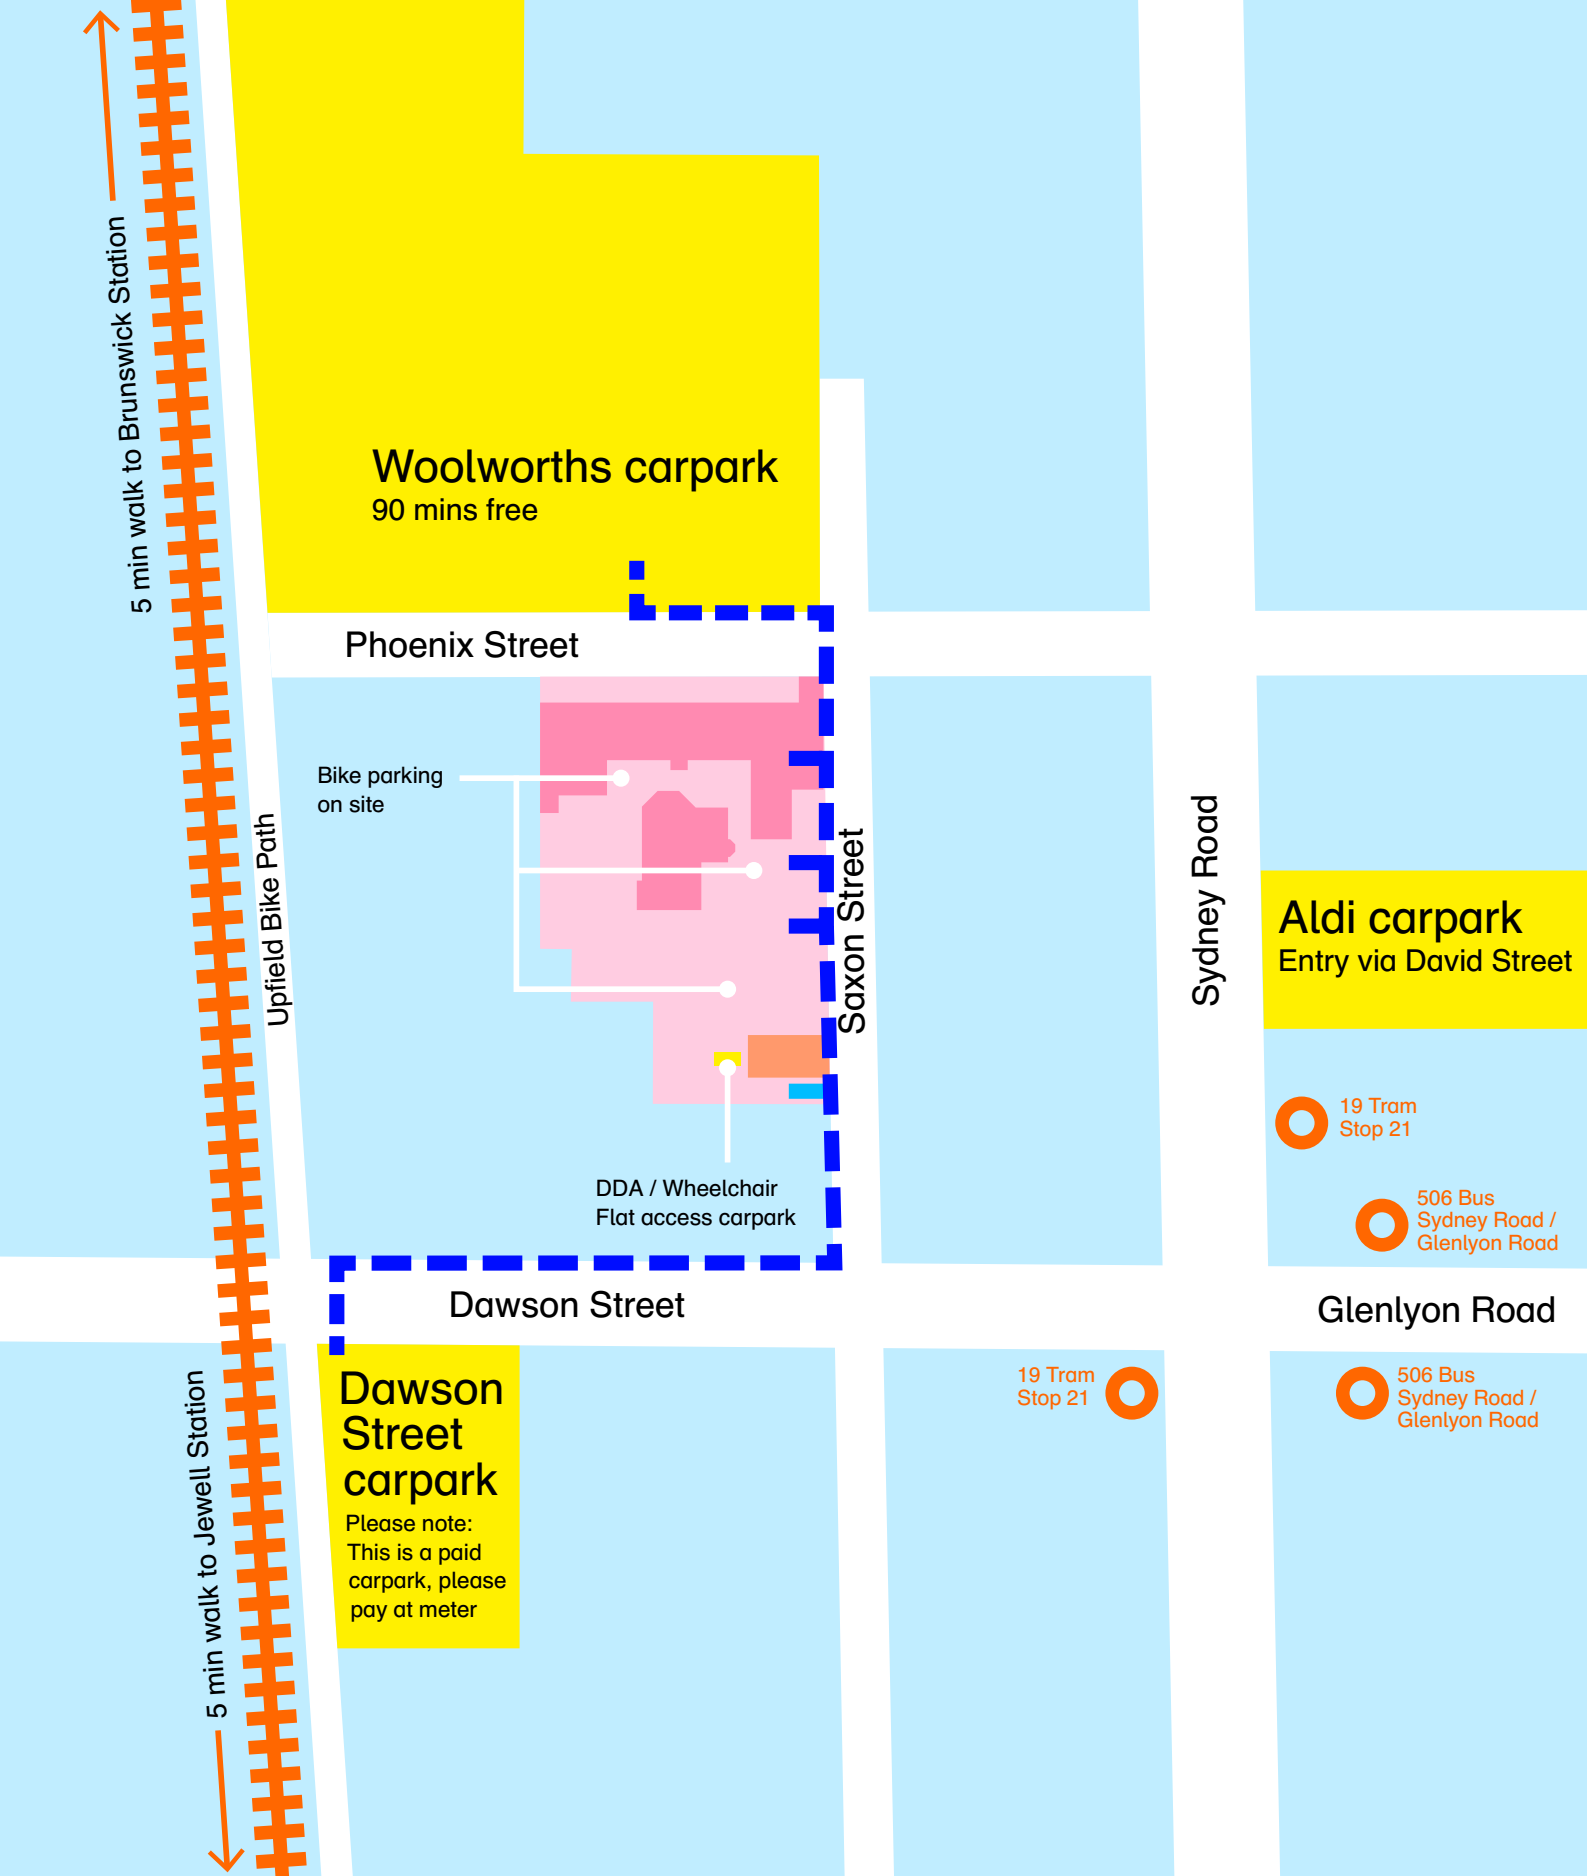 5 min walk to Brunswick Station
Woolworths carpark
90 mins free
Phoenix Street
Bike parking
on site
Upfield Bike Path
Saxon Street
Sydney Road
Aldi carpark
Entry via David Street
19 Tram
Stop 21
506 Bus
Sydney Road /
Glenlyon Road
DDA / Wheelchair
Flat access carpark
Dawson Street
Glenlyon Road
5 min walk to Jewell Station
Dawson
Street
carpark
Please note:
This is a paid
carpark, please
pay at meter
19 Tram
Stop 21
506 Bus
Sydney Road /
Glenlyon Road